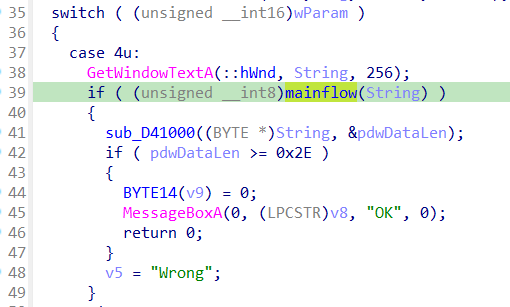 35 switch ( (unsigned __int16)wParam )
36 {
37 case 4u:
38 GetWindowTextA(::hWnd, String, 256);
39 if ( (unsigned __int8)mainflow(String) )
40 {
41 sub_D41000((BYTE *)String, &pdwDataLen);
42 if ( pdwDataLen >= 0x2E )
43 {
44 BYTE14(v9) = 0;
45 MessageBoxA(0, (LPCSTR)v8, "OK", 0);
46 return 0;
47 }
48 v5 = "Wrong";
49 }